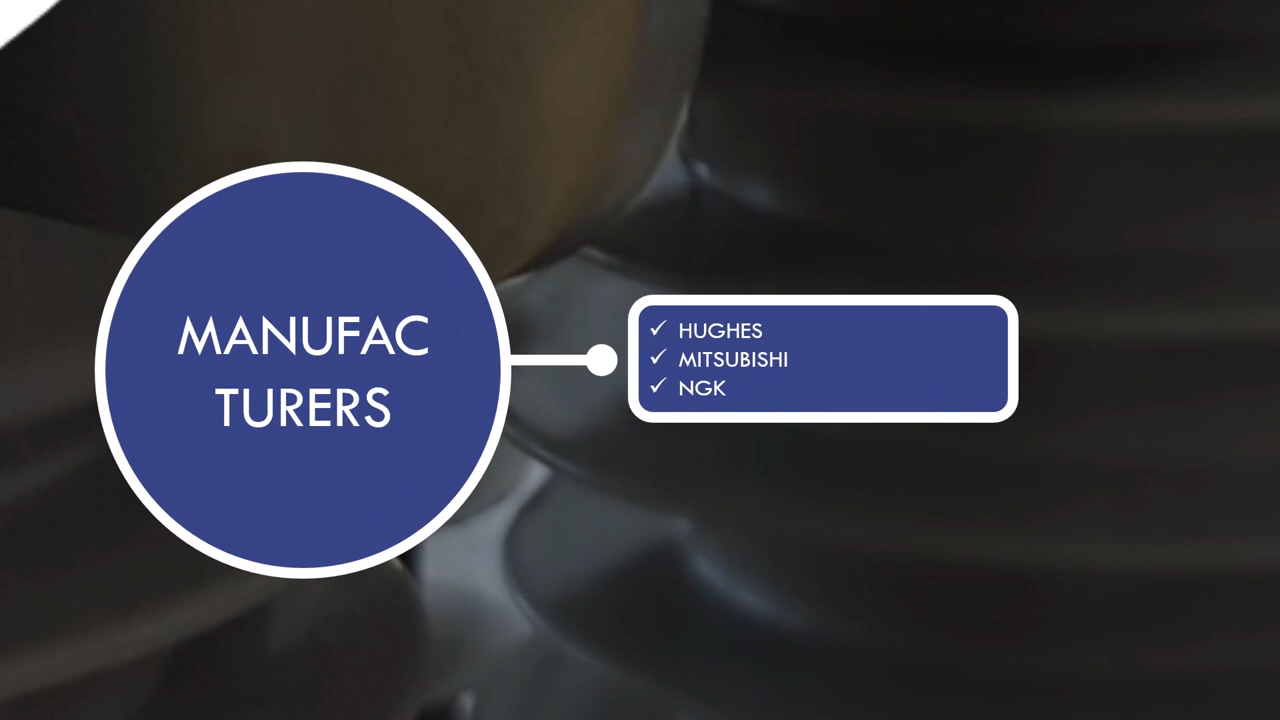 MANUFAC
TURERS
✓ HUGHES
✓ MITSUBISHI
✓ NGK